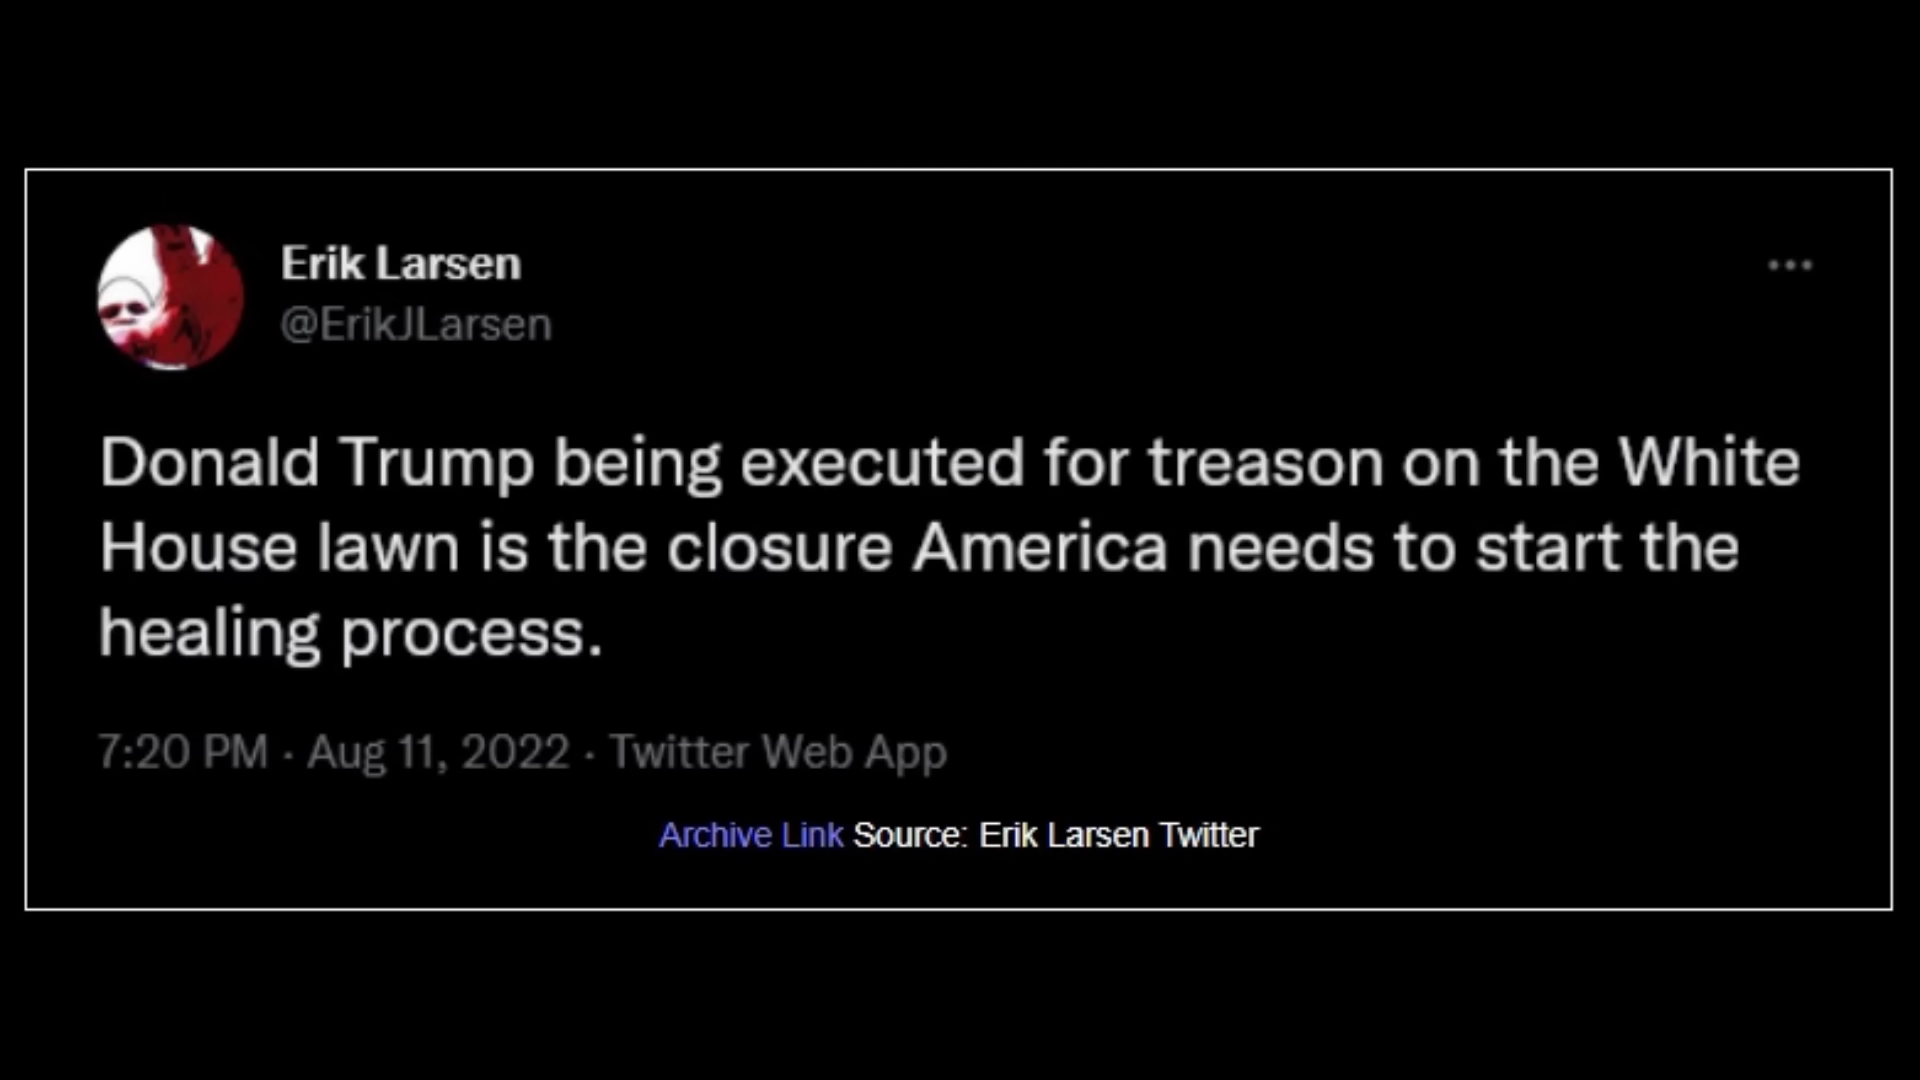 Erik Larsen
@ErikJLarsen
Donald Trump being executed for treason on the White
House lawn is the closure America needs to start the
healing process.
7:20 PM · Aug 11, 2022 · Twitter Web App
Archive Link Source: Erik Larsen Twitter